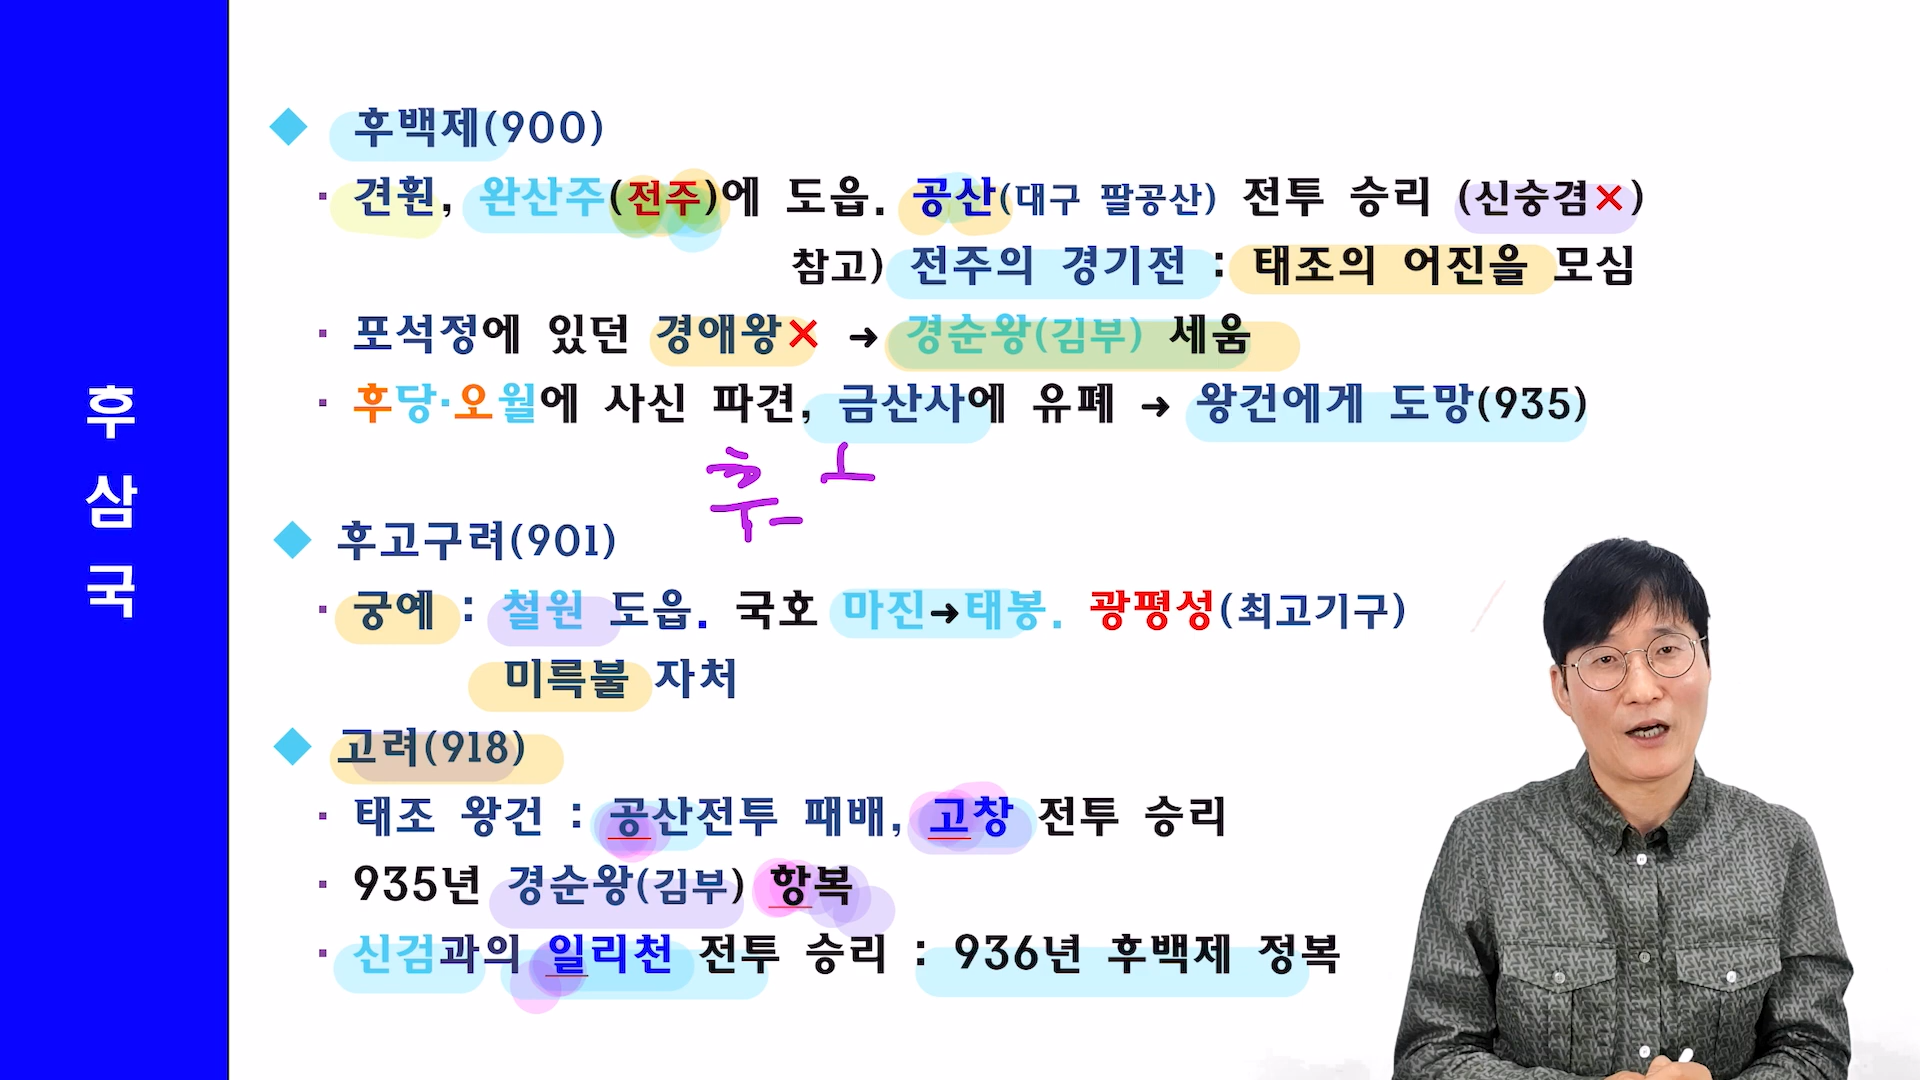 후삼국
후백제(900)
· 견훤, 완산주(전주)에 도읍. 공산(대구 팔공산) 전투 승리 (신숭겸×)
참고) 전주의 경기전 : 태조의 어진을 모심
· 포석정에 있던 경애왕× → 경순왕(김부) 세움
· 후당·오월에 사신 파견, 금산사에 유폐 → 왕건에게 도망(935)
후 오
후고구려(901)
· 궁예 : 철원 도읍. 국호 마진→태봉. 광평성(최고기구)
미륵불 자처
고려(918)
· 태조 왕건 : 공산전투 패배, 고창 전투 승리
· 935년 경순왕(김부) 항복
· 신검과의 일리천 전투 승리 : 936년 후백제 정복